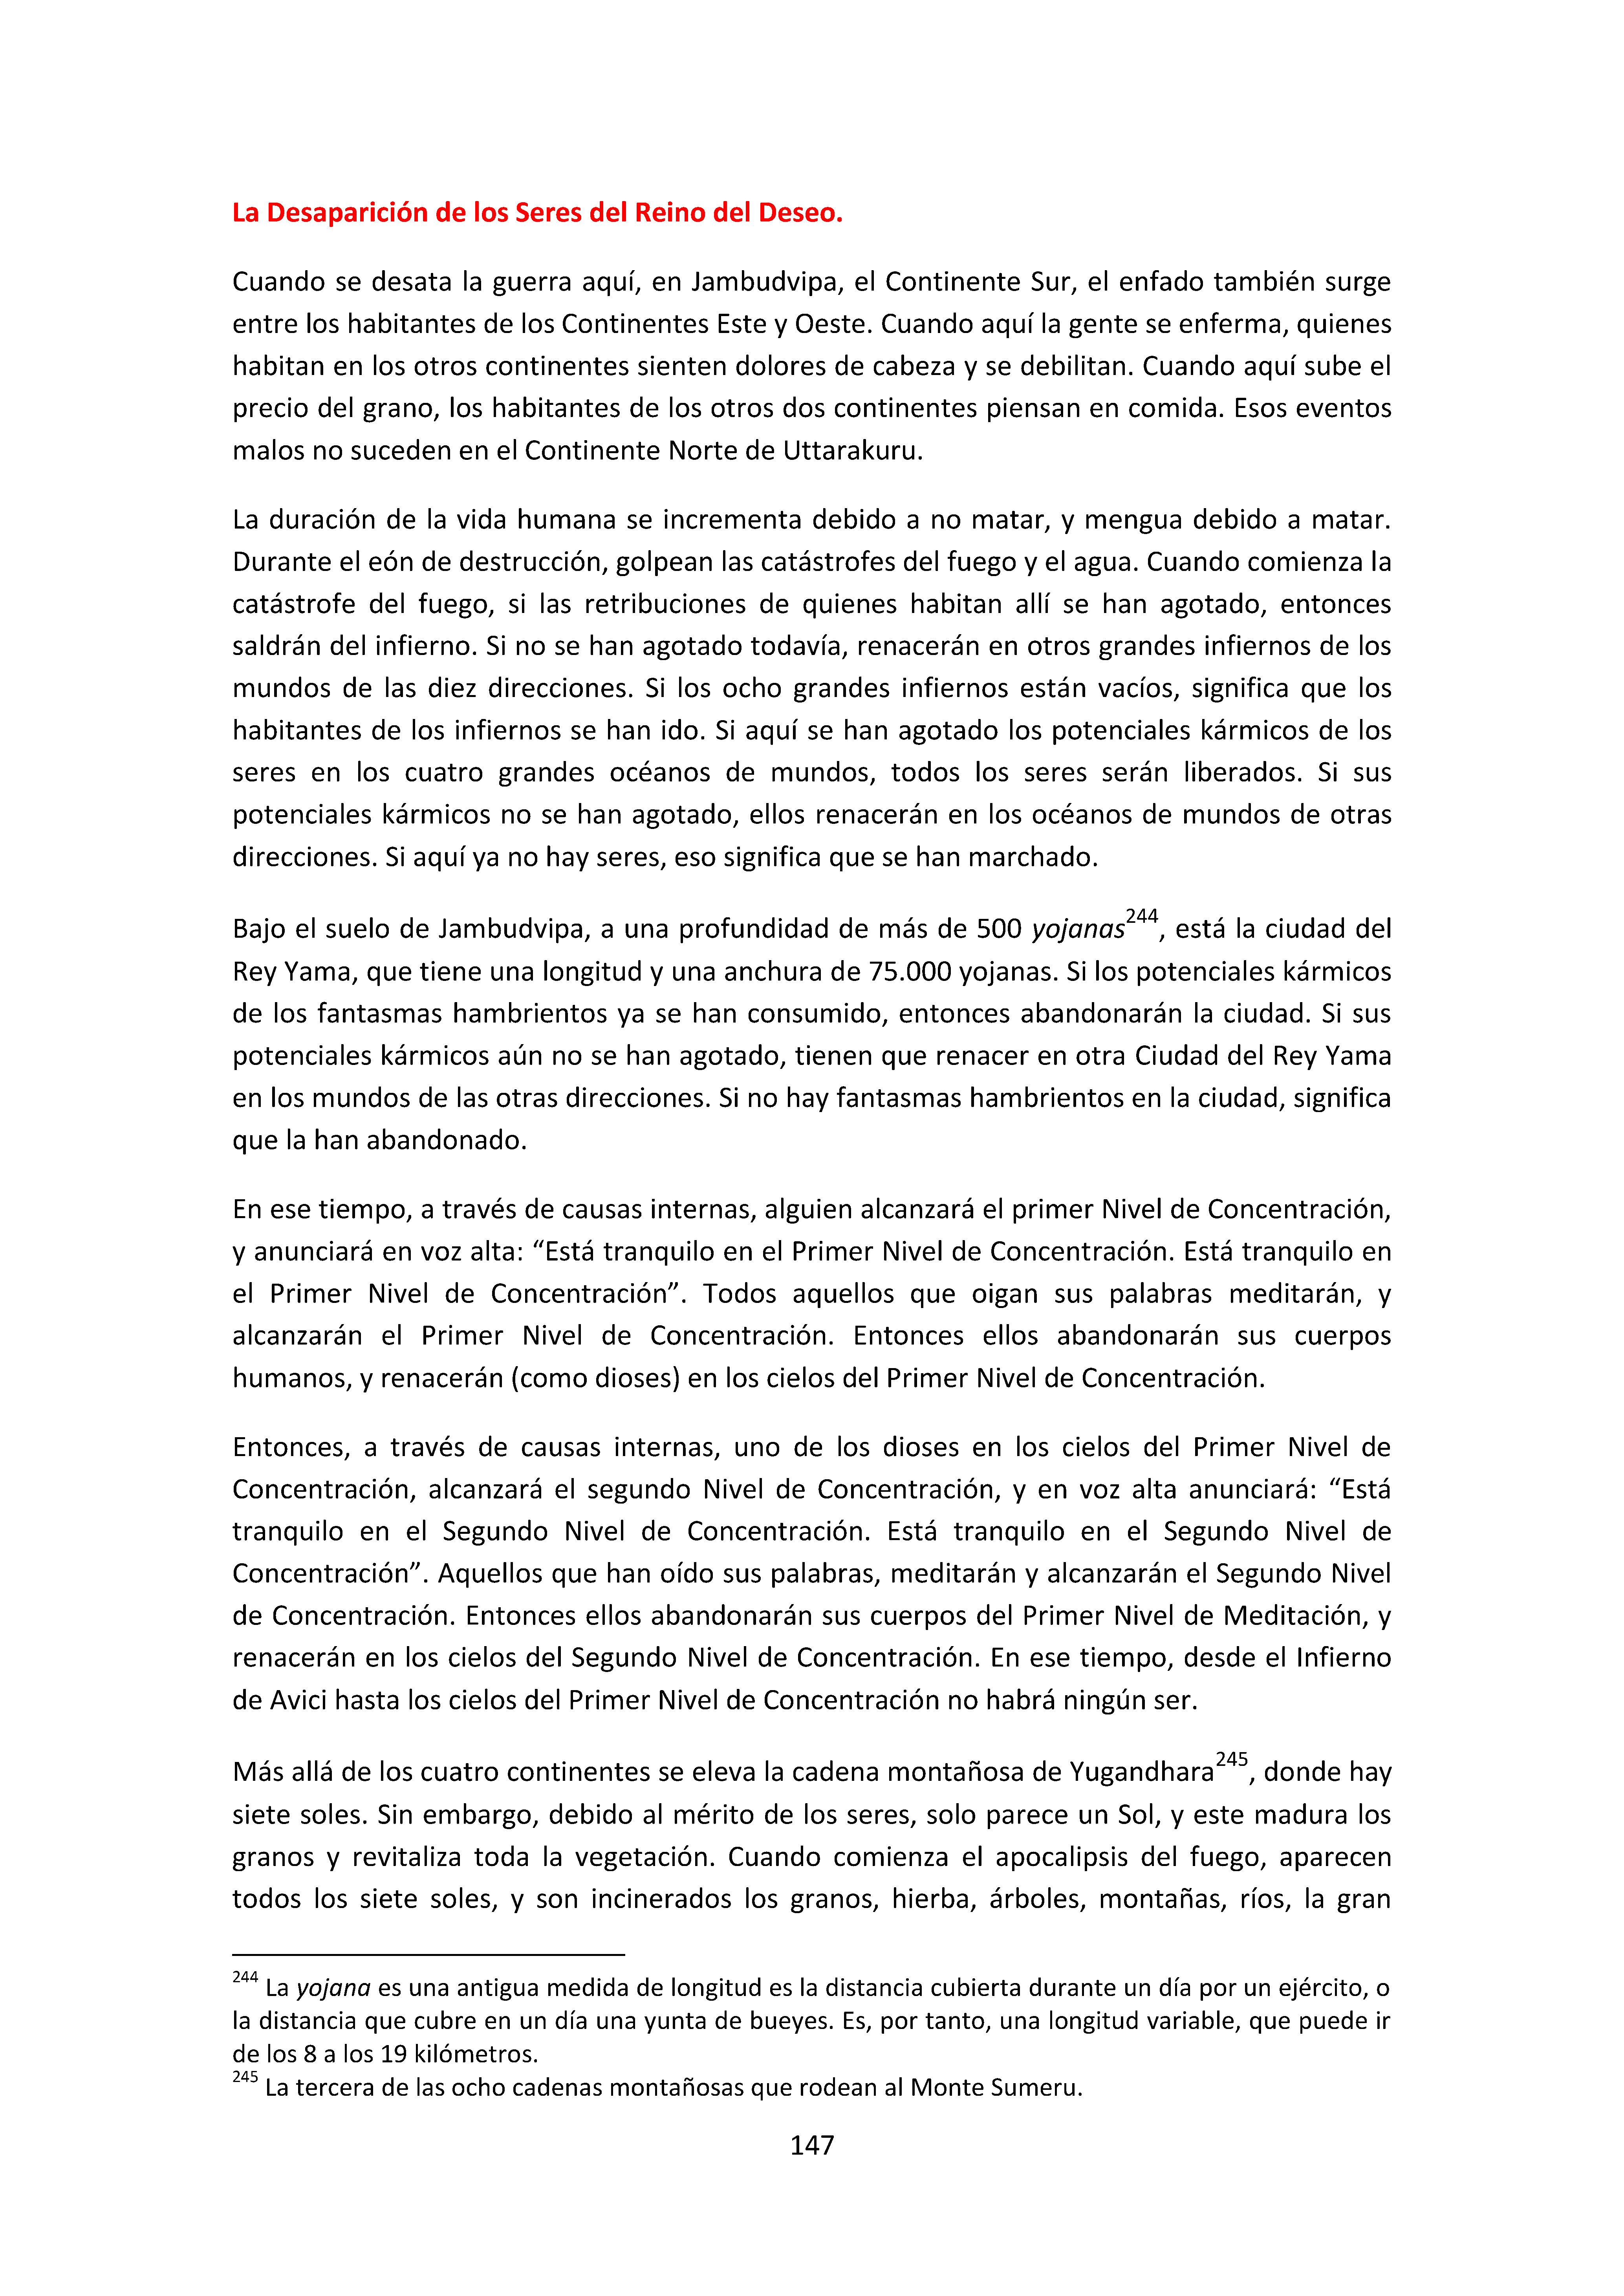 La Desaparición de los Seres del Reino del Deseo.
Cuando se desata la guerra aquí, en Jambudvipa, el Continente Sur, el enfado también surge
entre los habitantes de los Continentes Este y Oeste. Cuando aquí la gente se enferma, quienes
habitan en los otros continentes sienten dolores de cabeza y se debilitan. Cuando aquí sube el
precio del grano, los habitantes de los otros dos continentes piensan en comida. Esos eventos
malos no suceden en el Continente Norte de Uttarakuru.
La duración de la vida humana se incrementa debido a no matar, y mengua debido a matar.
Durante el eón de destrucción, golpean las catástrofes del fuego y el agua. Cuando comienza la
catástrofe del fuego, si las retribuciones de quienes habitan allí se han agotado, entonces
saldrán del infierno. Si no se han agotado todavía, renacerán en otros grandes infiernos de los
mundos de las diez direcciones. Si los ocho grandes infiernos están vacíos, significa que los
habitantes de los infiernos se han ido. Si aquí se han agotado los potenciales kármicos de los
seres en los cuatro grandes océanos de mundos, todos los seres serán liberados. Si sus
potenciales kármicos no se han agotado, ellos renacerán en los océanos de mundos de otras
direcciones. Si aquí ya no hay seres, eso significa que se han marchado.
Bajo el suelo de Jambudvipa, a una profundidad de más de 500 yojanas244, está la ciudad del
Rey Yama, que tiene una longitud y una anchura de 75.000 yojanas. Si los potenciales kármicos
de los fantasmas hambrientos ya se han consumido, entonces abandonarán la ciudad. Si sus
potenciales kármicos aún no se han agotado, tienen que renacer en otra Ciudad del Rey Yama
en los mundos de las otras direcciones. Si no hay fantasmas hambrientos en la ciudad, significa
que la han abandonado.
En ese tiempo, a través de causas internas, alguien alcanzará el primer Nivel de Concentración,
y anunciará en voz alta: “Está tranquilo en el Primer Nivel de Concentración. Está tranquilo en
el Primer Nivel de Concentración”. Todos aquellos que oigan sus palabras meditarán, y
alcanzarán el Primer Nivel de Concentración. Entonces ellos abandonarán sus cuerpos
humanos, y renacerán (como dioses) en los cielos del Primer Nivel de Concentración.
Entonces, a través de causas internas, uno de los dioses en los cielos del Primer Nivel de
Concentración, alcanzará el segundo Nivel de Concentración, y en voz alta anunciará: “Está
tranquilo en el Segundo Nivel de Concentración. Está tranquilo en el Segundo Nivel de
Concentración”. Aquellos que han oído sus palabras, meditarán y alcanzarán el Segundo Nivel
de Concentración. Entonces ellos abandonarán sus cuerpos del Primer Nivel de Meditación, y
renacerán en los cielos del Segundo Nivel de Concentración. En ese tiempo, desde el Infierno
de Avici hasta los cielos del Primer Nivel de Concentración no habrá ningún ser.
Más allá de los cuatro continentes se eleva la cadena montañosa de Yugandhara245, donde hay
siete soles. Sin embargo, debido al mérito de los seres, solo parece un Sol, y este madura los
granos y revitaliza toda la vegetación. Cuando comienza el apocalipsis del fuego, aparecen
todos los siete soles, y son incinerados los granos, hierba, árboles, montañas, ríos, la gran
244 La yojana es una antigua medida de longitud es la distancia cubierta durante un día por un ejército, o
la distancia que cubre en un día una yunta de bueyes. Es, por tanto, una longitud variable, que puede ir
de los 8 a los 19 kilómetros.
245 La tercera de las ocho cadenas montañosas que rodean al Monte Sumeru.
147